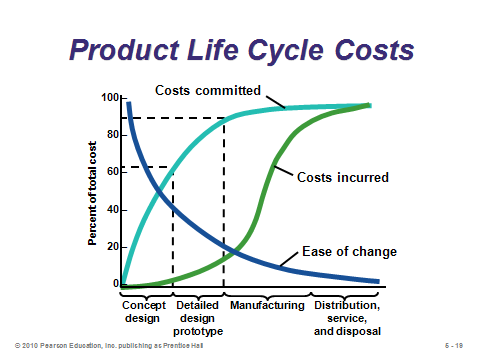 Product Life Cycle Costs
Costs committed
Percent of total cost
100
80
60
40
20
0
Costs incurred
Ease of change
Concept
design
Detailed
design
prototype
Manufacturing
Distribution,
service,
and disposal
© 2010 Pearson Education, Inc. publishing as Prentice Hall
5 - 19